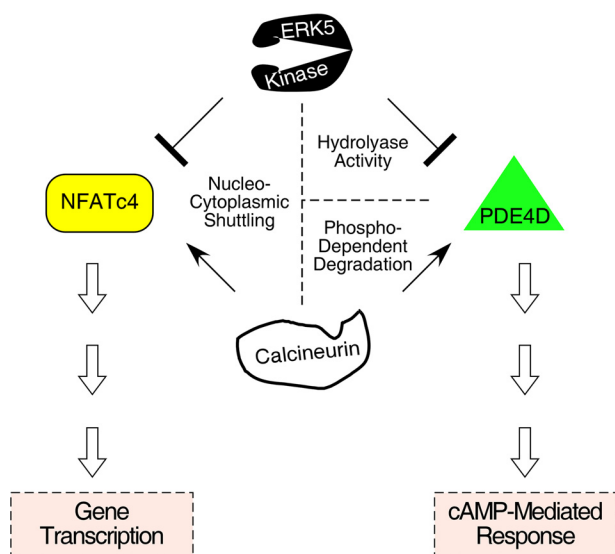 ERK5
Kinase
Hydrolyase
Activity
NFATc4
Nucleo-
Cytoplasmic
Shuttling
PDE4D
Phospho-
Dependent
Degradation
Calcineurin
Gene
Transcription
cAMP-Mediated
Response